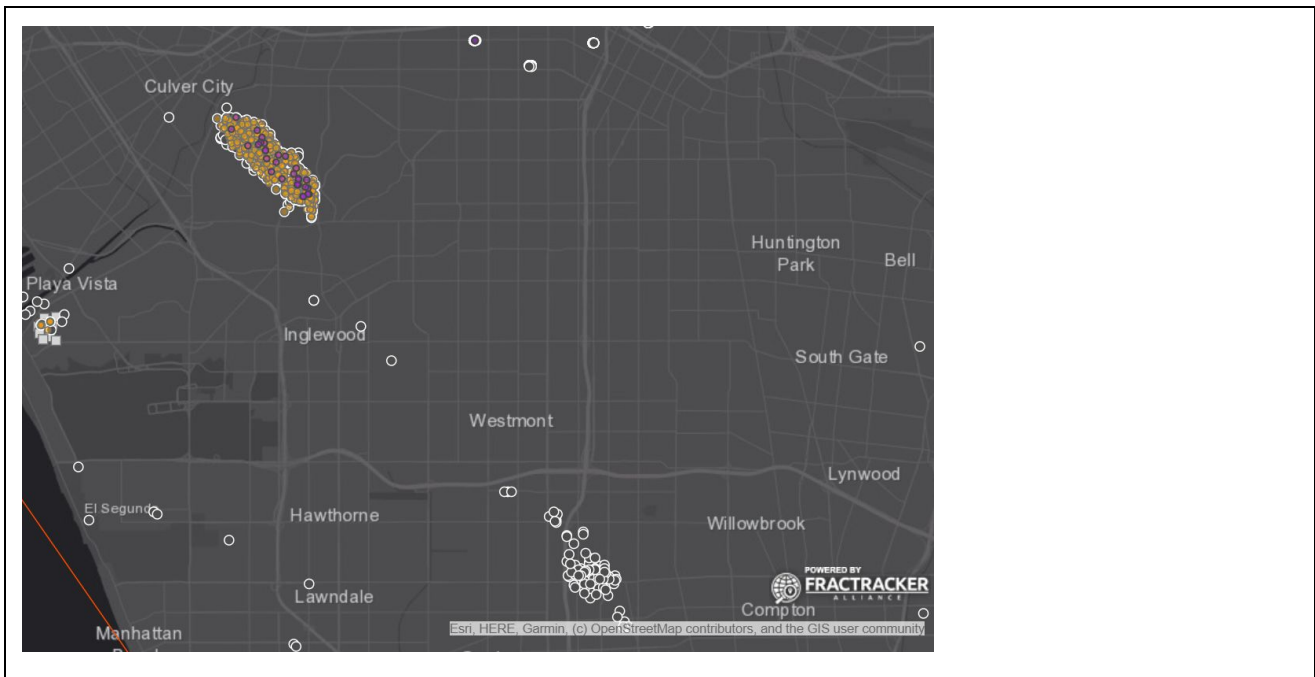 Culver City
Huntington
Park
Bell
Playa Vista
Inglewood
South Gate
Westmont
Lynwood
El Segund
Hawthorne
Willowbrook
POWERED BY
FRACTRACKER
ALLIANCE
Lawndale
Compton
Manhattan
Esri, HERE, Garmin, (c) OpenStreetMap contributors, and the GIS user community